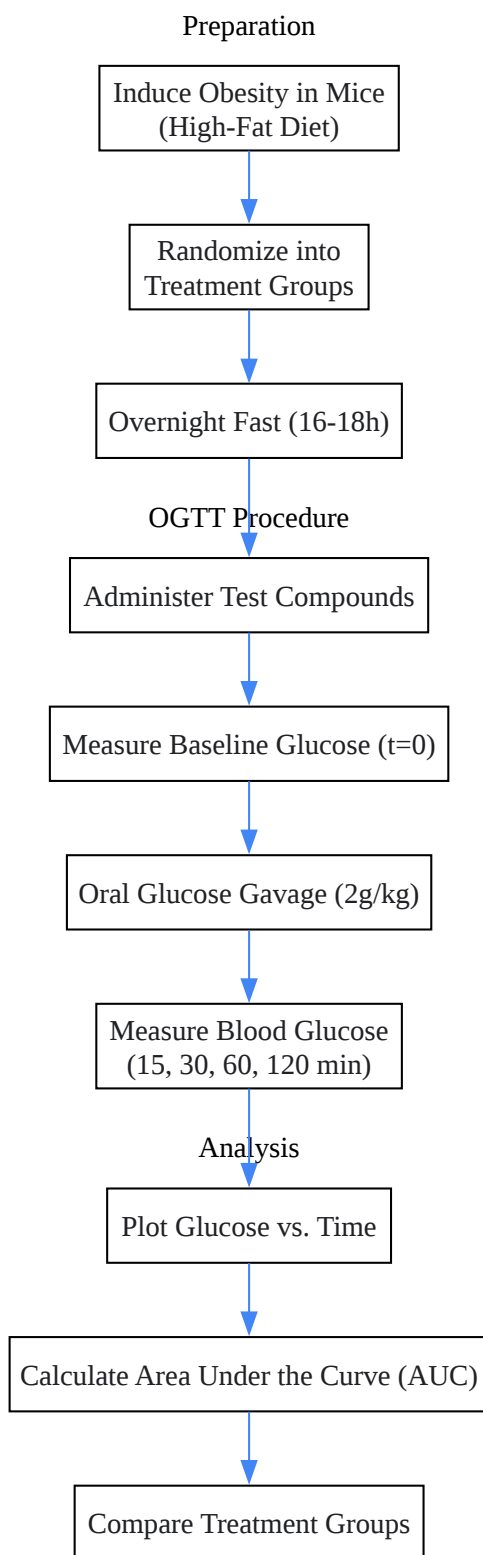 Preparation
Induce Obesity in Mice
(High-Fat Diet)
Randomize into
Treatment Groups
Overnight Fast (16-18h)
OGTT Procedure
Administer Test Compounds
Measure Baseline Glucose (t=0)
Oral Glucose Gavage (2g/kg)
Measure Blood Glucose
(15, 30, 60, 120 min)
Analysis
Plot Glucose vs. Time
Calculate Area Under the Curve (AUC)
Compare Treatment Groups